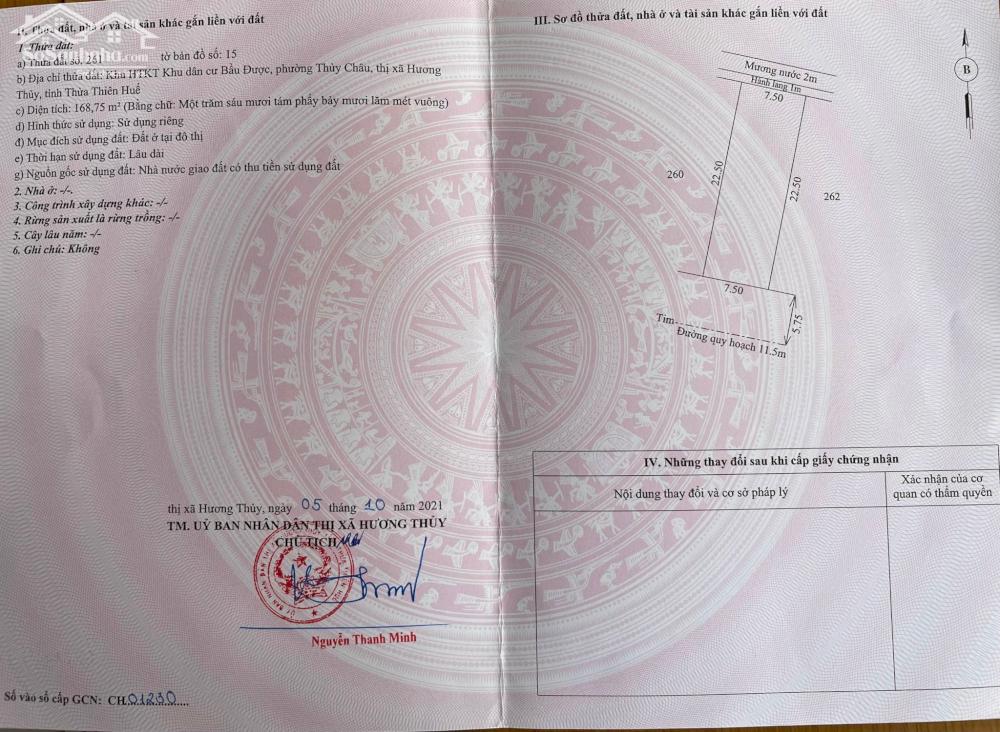 II. Thửa đất, nhà ở và tài sản khác gắn liền với đất
1. Thửa đất:
a) Thửa đất số: 261 tờ bản đồ số: 15
b) Địa chỉ thửa đất: Khu HTKT Khu dân cư Bầu Được, phường Thủy Châu, thị xã Hương
Thủy, tỉnh Thừa Thiên Huế
c) Diện tích: 168,75 m² (Bằng chữ: Một trăm sáu mươi tám phẩy bảy mươi lăm mét vuông)
d) Hình thức sử dụng: Sử dụng riêng
đ) Mục đích sử dụng đất: Đất ở tại đô thị
e) Thời hạn sử dụng đất: Lâu dài
g) Nguồn gốc sử dụng đất: Nhà nước giao đất có thu tiền sử dụng đất
2. Nhà ở: -/-.
3. Công trình xây dựng khác: -/-
4. Rừng sản xuất là rừng trồng: -/-
5. Cây lâu năm: -/-
6. Ghi chú: Không
thị xã Hương Thủy, ngày 05 tháng 10 năm 2021
TM. UỶ BAN NHÂN DÂN THỊ XÃ HƯƠNG THỦY
CHỦ TỊCH
Nguyễn Thanh Minh
Số vào sổ cấp GCN: CH.01230
III. Sơ đồ thửa đất, nhà ở và tài sản khác gắn liền với đất
B
Mương nước 2m
Hành lang 1m
7.50
22.50
22.50
260
262
7.50
5.75
Tim
Đường quy hoạch 11.5m
IV. Những thay đổi sau khi cấp giấy chứng nhận
Nội dung thay đổi và cơ sở pháp lý
Xác nhận của cơ
quan có thẩm quyền